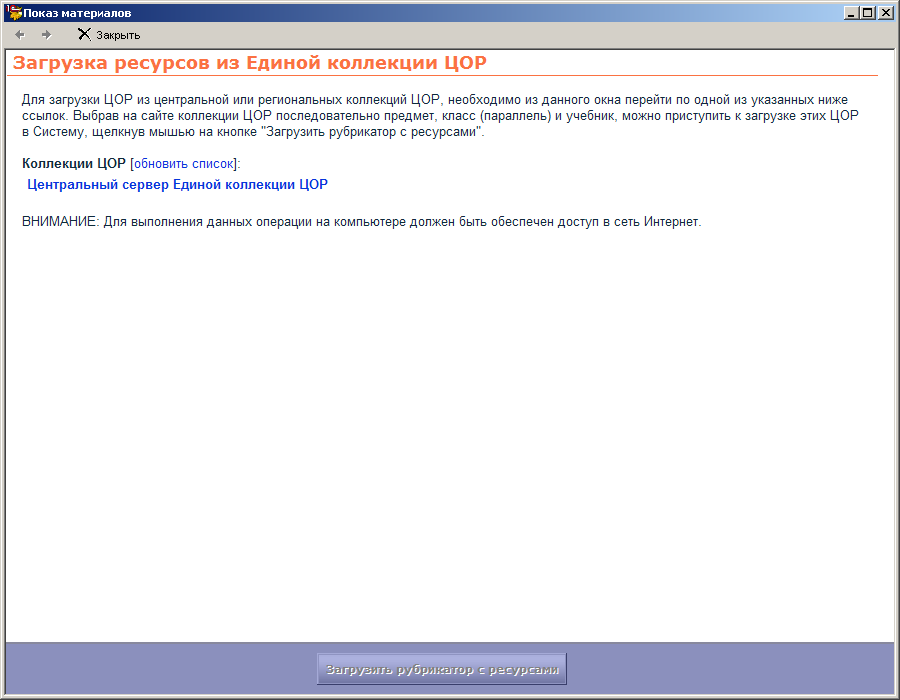 Показ материалов
Закрыть
Загрузка ресурсов из Единой коллекции ЦОР
Для загрузки ЦОР из центральной или региональных коллекций ЦОР, необходимо из данного окна перейти по одной из указанных ниже
ссылок. Выбрав на сайте коллекции ЦОР последовательно предмет, класс (параллель) и учебник, можно приступить к загрузке этих ЦОР
в Систему, щелкнув мышью на кнопке "Загрузить рубрикатор с ресурсами".
Коллекции ЦОР [обновить список]:
Центральный сервер Единой коллекции ЦОР
ВНИМАНИЕ: Для выполнения данных операции на компьютере должен быть обеспечен доступ в сеть Интернет.
Загрузить рубрикатор с ресурсами